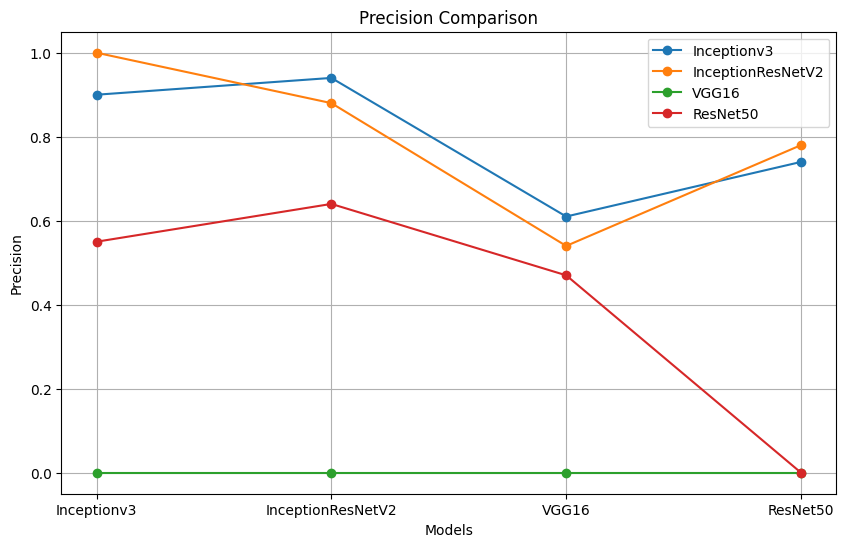 Precision Comparison
Inceptionv3
InceptionResNetV2
VGG16
ResNet50
1.0
0.8
0.6
0.4
0.2
0.0
Precision
Inceptionv3 InceptionResNetV2 VGG16 ResNet50
Models